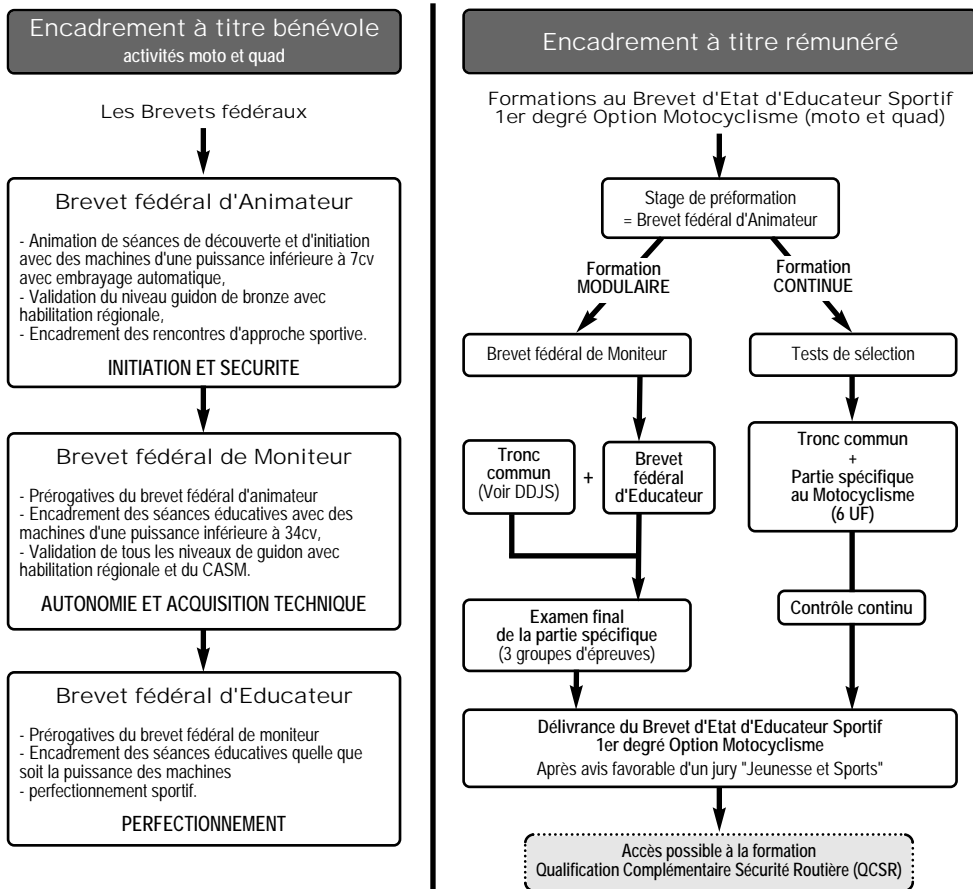 Encadrement à titre bénévole
activités moto et quad
Les Brevets fédéraux
Brevet fédéral d'Animateur
- Animation de séances de découverte et d'initiation
avec des machines d'une puissance inférieure à 7cv
avec embrayage automatique,
- Validation du niveau guidon de bronze avec
habilitation régionale,
- Encadrement des rencontres d'approche sportive.
INITIATION ET SECURITE
Brevet fédéral de Moniteur
- Prérogatives du brevet fédéral d'animateur
- Encadrement des séances éducatives avec des
machines d'une puissance inférieure à 34cv,
- Validation de tous les niveaux de guidon avec
habilitation régionale et du CASM.
AUTONOMIE ET ACQUISITION TECHNIQUE
Brevet fédéral d'Educateur
- Prérogatives du brevet fédéral de moniteur
- Encadrement des séances éducatives quelle que
soit la puissance des machines
- perfectionnement sportif.
PERFECTIONNEMENT
Encadrement à titre rémunéré
Formations au Brevet d'Etat d'Educateur Sportif
1er degré Option Motocyclisme (moto et quad)
Stage de préformation
= Brevet fédéral d'Animateur
Formation
MODULAIRE
Brevet fédéral de Moniteur
Tronc
commun
(Voir DDJS)
+
Brevet
fédéral
d'Educateur
Examen final
de la partie spécifique
(3 groupes d'épreuves)
Formation
CONTINUE
Tests de sélection
Tronc commun
+
Partie spécifique
au Motocyclisme
(6 UF)
Contrôle continu
Délivrance du Brevet d'Etat d'Educateur Sportif
1er degré Option Motocyclisme
Après avis favorable d'un jury "Jeunesse et Sports"
Accès possible à la formation
Qualification Complémentaire Sécurité Routière (QCSR)